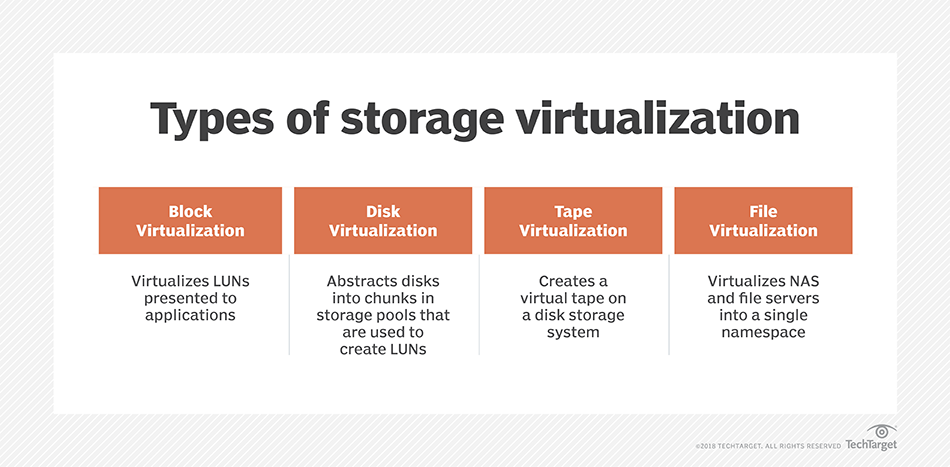 Types of storage virtualization
Block
Virtualization
Virtualizes LUNs
presented to
applications
Disk
Virtualization
Abstracts disks
into chunks in
storage pools that
are used to
create LUNs
Tape
Virtualization
Creates a
virtual tape on
a disk storage
system
File
Virtualization
Virtualizes NAS
and file servers
into a single
namespace
©2018 TECHTARGET. ALL RIGHTS RESERVED TechTarget